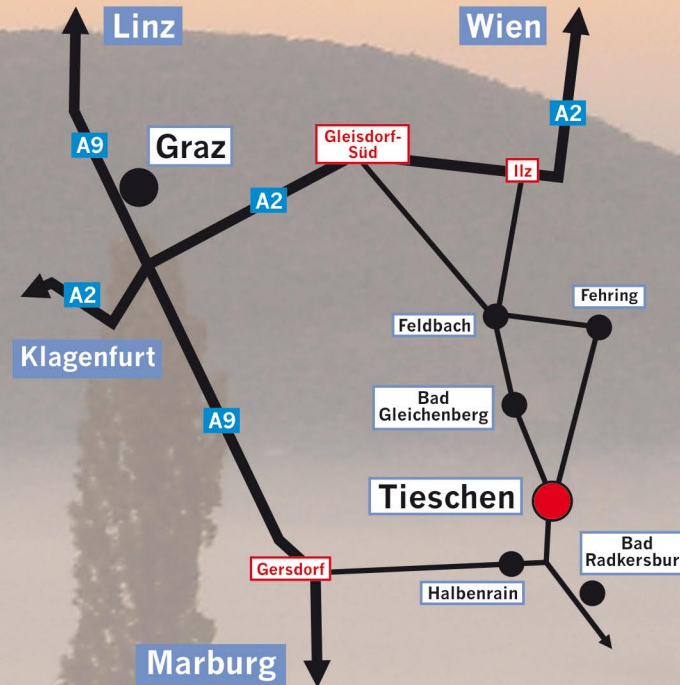 Linz
Wien
A2
A9
Graz
Gleisdorf-
Süd
Ilz
A2
A2
Fehring
Feldbach
Klagenfurt
Bad
Gleichenberg
A9
Tieschen
Bad
Radkersbur
Gersdorf
Halbenrain
Marburg